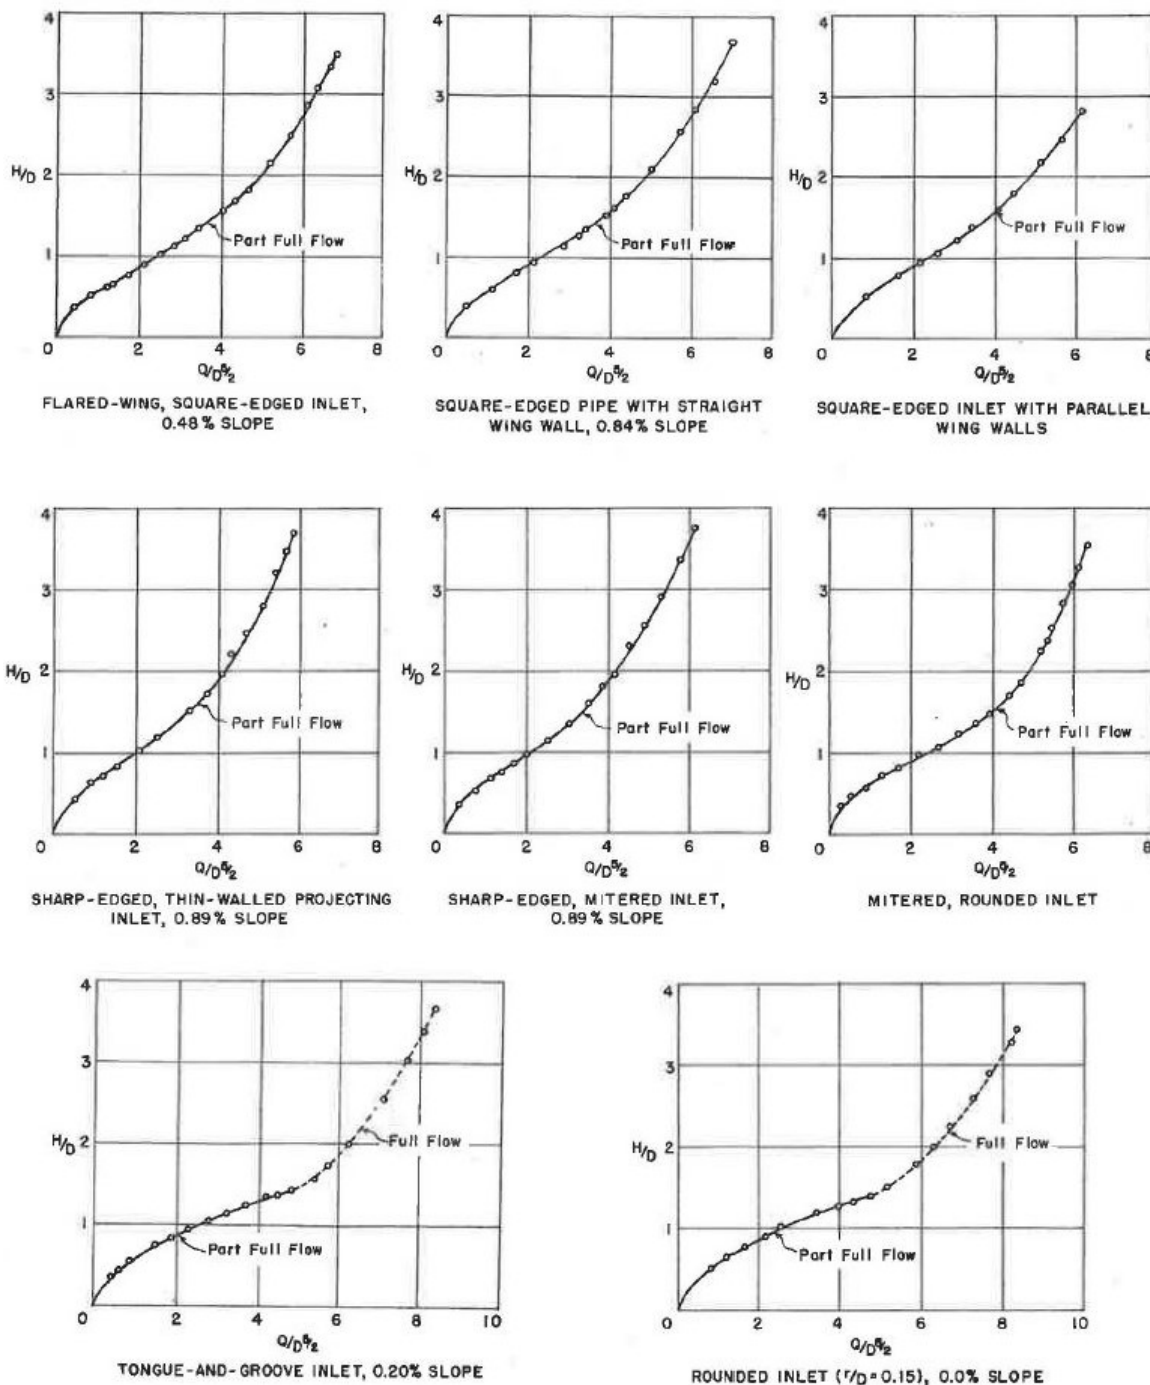 4
3
H/D 2
1
Part Full Flow
0 2 4 6 8
Q/D5/2
FLARED-WING, SQUARE-EDGED INLET,
0.48% SLOPE
4
3
H/D 2
1
Part Full Flow
0 2 4 6 8
Q/D5/2
SQUARE-EDGED PIPE WITH STRAIGHT
WING WALL, 0.84% SLOPE
4
3
H/D 2
1
Part Full Flow
0 2 4 6 8
Q/D5/2
SQUARE-EDGED INLET WITH PARALLEL
WING WALLS
4
3
H/D 2
1
Part Full Flow
0 2 4 6 8
Q/D5/2
SHARP-EDGED, THIN-WALLED PROJECTING
INLET, 0.89% SLOPE
4
3
H/D 2
1
Part Full Flow
0 2 4 6 8
Q/D5/2
SHARP-EDGED, MITERED INLET,
0.89% SLOPE
4
3
H/D 2
1
Part Full Flow
0 2 4 6 8
Q/D5/2
MITERED, ROUNDED INLET
4
3
H/D 2
1
Full Flow
Part Full Flow
0 2 4 6 8 10
Q/D5/2
TONGUE-AND-GROOVE INLET, 0.20% SLOPE
4
3
H/D 2
1
Full Flow
Part Full Flow
0 2 4 6 8 10
Q/D5/2
ROUNDED INLET (r/D=0.15), 0.0% SLOPE